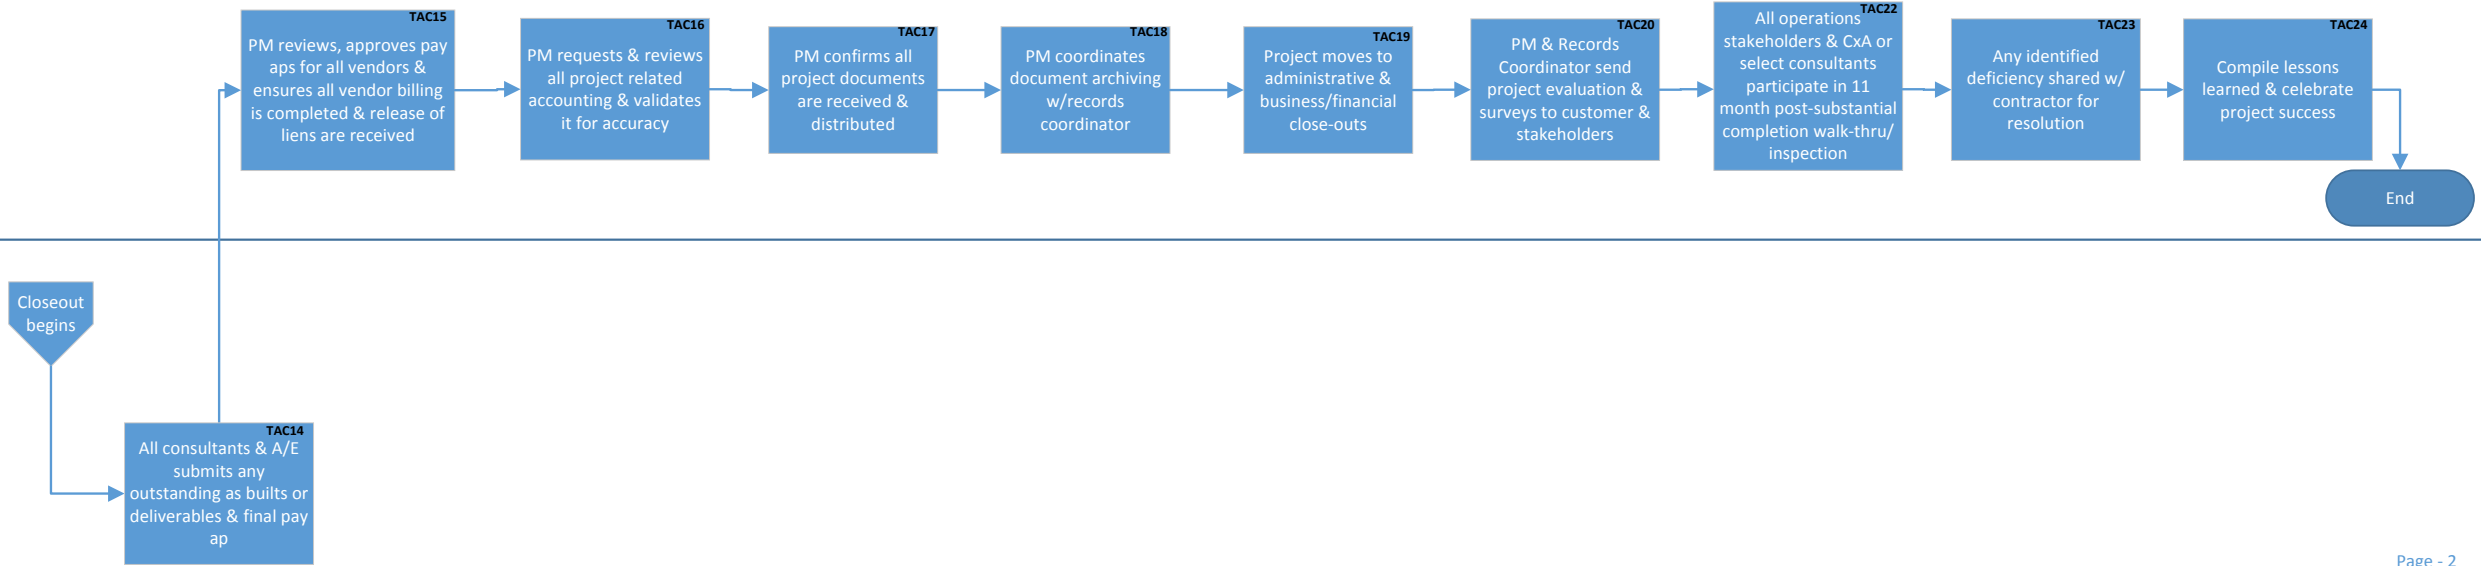 TAC15
PM reviews, approves pay
aps for all vendors &
ensures all vendor billing
is completed & release of
liens are received
TAC16
PM requests & reviews
all project related
accounting & validates
it for accuracy
TAC17
PM confirms all
project documents
are received &
distributed
TAC18
PM coordinates
document archiving
w/records
coordinator
TAC19
Project moves to
administrative &
business/financial
close-outs
TAC20
PM & Records
Coordinator send
project evaluation &
surveys to customer &
stakeholders
TAC22
All operations
stakeholders & CxA or
select consultants
participate in 11
month post-substantial
completion walk-thru/
inspection
TAC23
Any identified
deficiency shared w/
contractor for
resolution
TAC24
Compile lessons
learned & celebrate
project success
End
Closeout
begins
TAC14
All consultants & A/E
submits any
outstanding as builts or
deliverables & final pay
ap
Page - 2